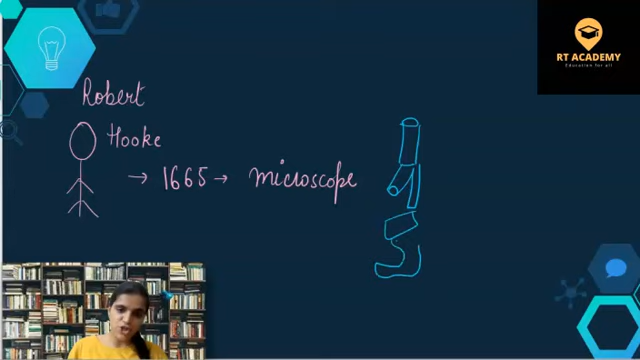 RT ACADEMY
Education for all
Robert
Hooke
→ 1665 → microscope